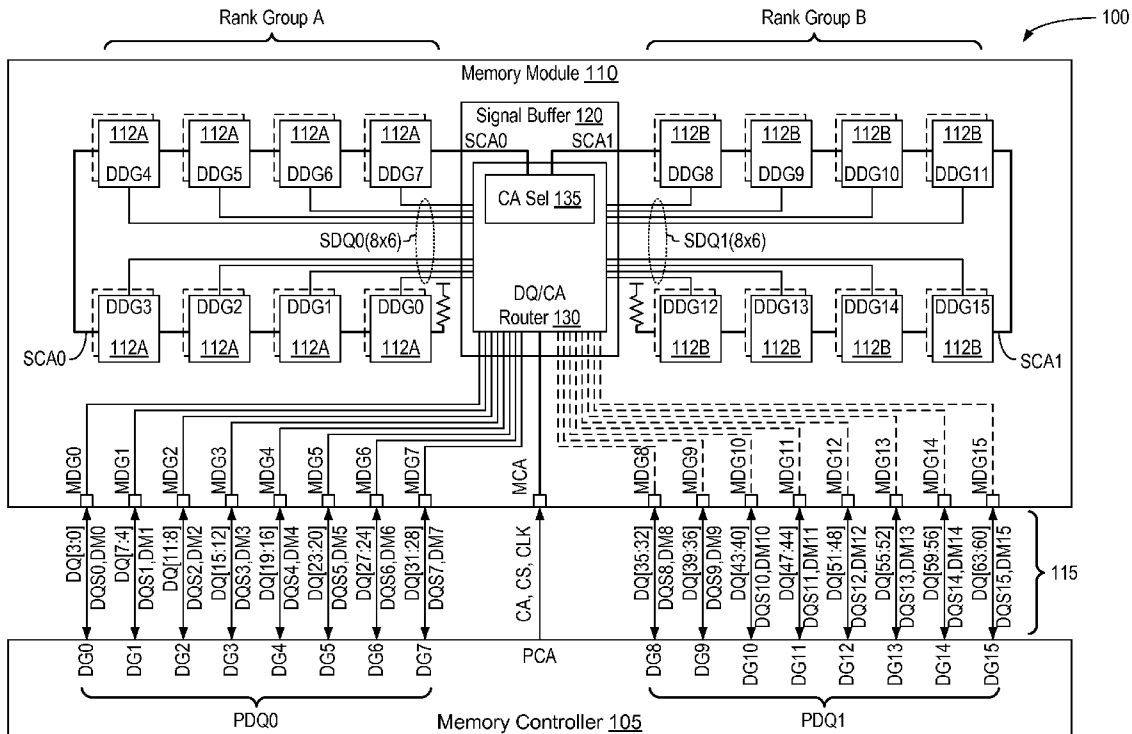 Rank Group A
Rank Group B
100
Memory Module 110
Signal Buffer 120
112A
112A
112A
112A
SCA0
SCA1
112B
112B
112B
112B
DDG4
DDG5
DDG6
DDG7
DDG8
DDG9
DDG10
DDG11
CA Sel 135
SDQ0(8x6)
SDQ1(8x6)
DDG3
DDG2
DDG1
DDG0
DQ/CA
Router 130
DDG12
DDG13
DDG14
DDG15
112A
112A
112A
112A
112B
112B
112B
112B
SCA0
SCA1
MDG0
MDG1
MDG2
MDG3
MDG4
MDG5
MDG6
MDG7
MCA
MDG8
MDG9
MDG10
MDG11
MDG12
MDG13
MDG14
MDG15
DQ[3:0]
DQS0,DM0
DQ[7:4]
DQS1,DM1
DQ[11:8]
DQS2,DM2
DQ[15:12]
DQS3,DM3
DQ[19:16]
DQS4,DM4
DQ[23:20]
DQS5,DM5
DQ[27:24]
DQS6,DM6
DQ[31:28]
DQS7,DM7
CA, CS, CLK
DQ[35:32]
DQS8,DM8
DQ[39:36]
DQS9,DM9
DQ[43:40]
DQS10,DM10
DQ[47:44]
DQS11,DM11
DQ[51:48]
DQS12,DM12
DQ[55:52]
DQS13,DM13
DQ[59:56]
DQS14,DM14
DQ[63:60]
DQS15,DM15
115
DG0
DG1
DG2
DG3
DG4
DG5
DG6
DG7
PCA
DG8
DG9
DG10
DG11
DG12
DG13
DG14
DG15
PDQ0
Memory Controller 105
PDQ1